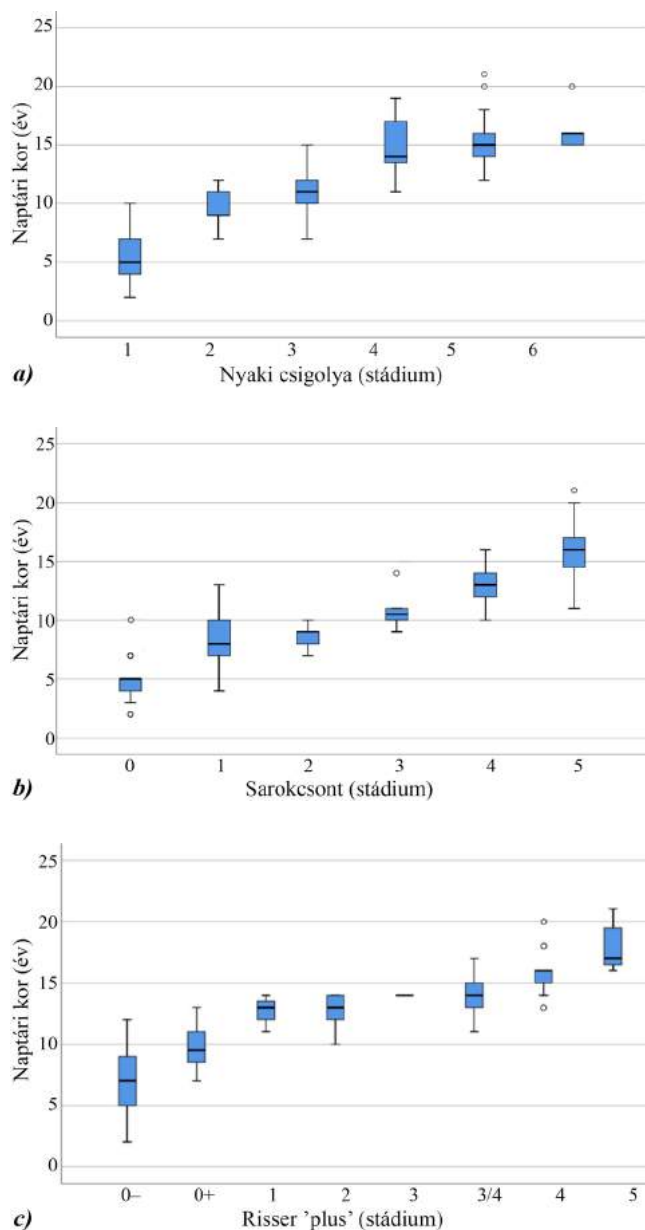 25
20
15
10
5
0
Naptári kor (év)
1 2 3 4 5 6
a) Nyaki csigolya (stádium)
25
20
15
10
5
0
Naptári kor (év)
0 1 2 3 4 5
b) Sarokcsont (stádium)
25
20
15
10
5
0
Naptári kor (év)
0– 0+ 1 2 3 3/4 4 5
c) Risser ’plus’ (stádium)